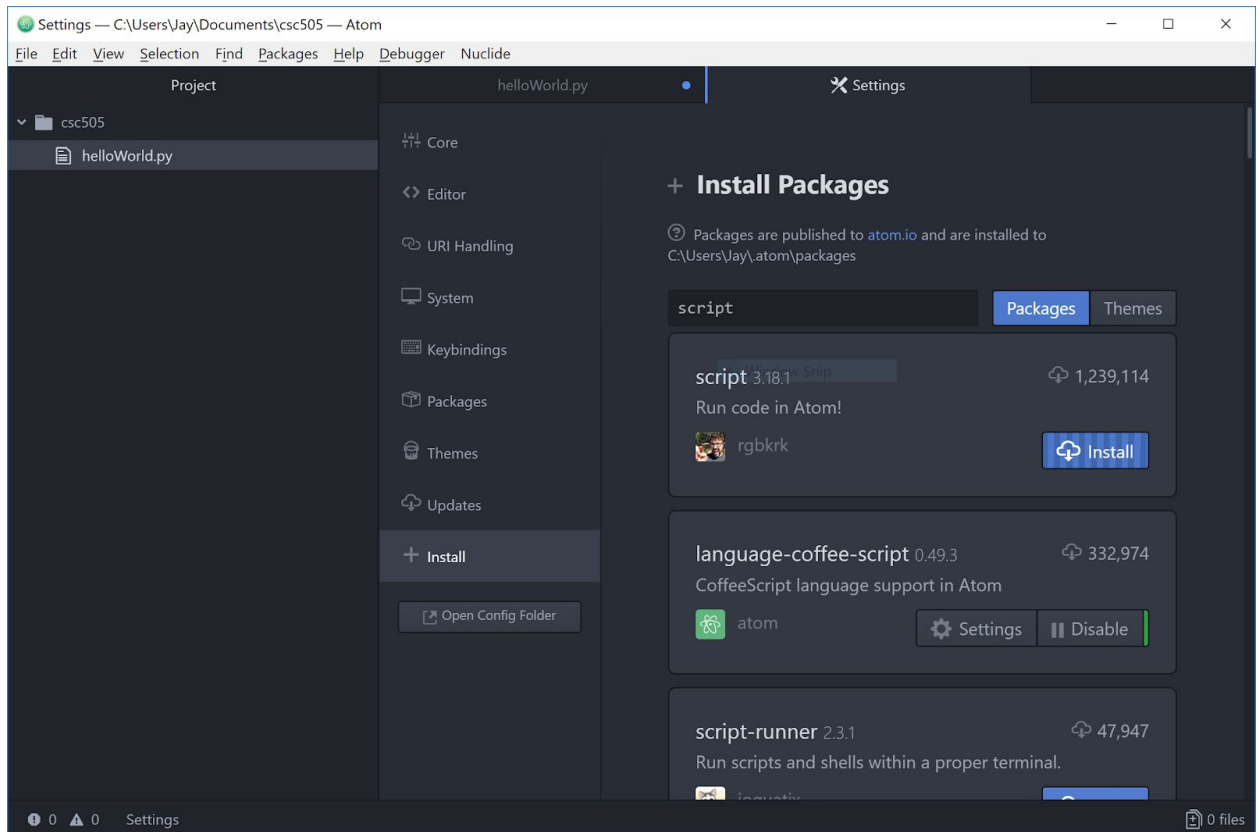 Settings — C:\Users\Jay\Documents\csc505 — Atom
File Edit View Selection Find Packages Help Debugger Nuclide
Project
helloWorld.py
Settings
csc505
helloWorld.py
Core
Editor
URI Handling
System
Keybindings
Packages
Themes
Updates
Install
Open Config Folder
Install Packages
Packages are published to atom.io and are installed to
C:\Users\Jay\.atom\packages
script
Packages Themes
Window Snip
script 3.18.1 1,239,114
Run code in Atom!
rgbkrk
Install
language-coffee-script 0.49.3 332,974
CoffeeScript language support in Atom
atom
Settings Disable
script-runner 2.3.1 47,947
Run scripts and shells within a proper terminal.
0 0 Settings 0 files